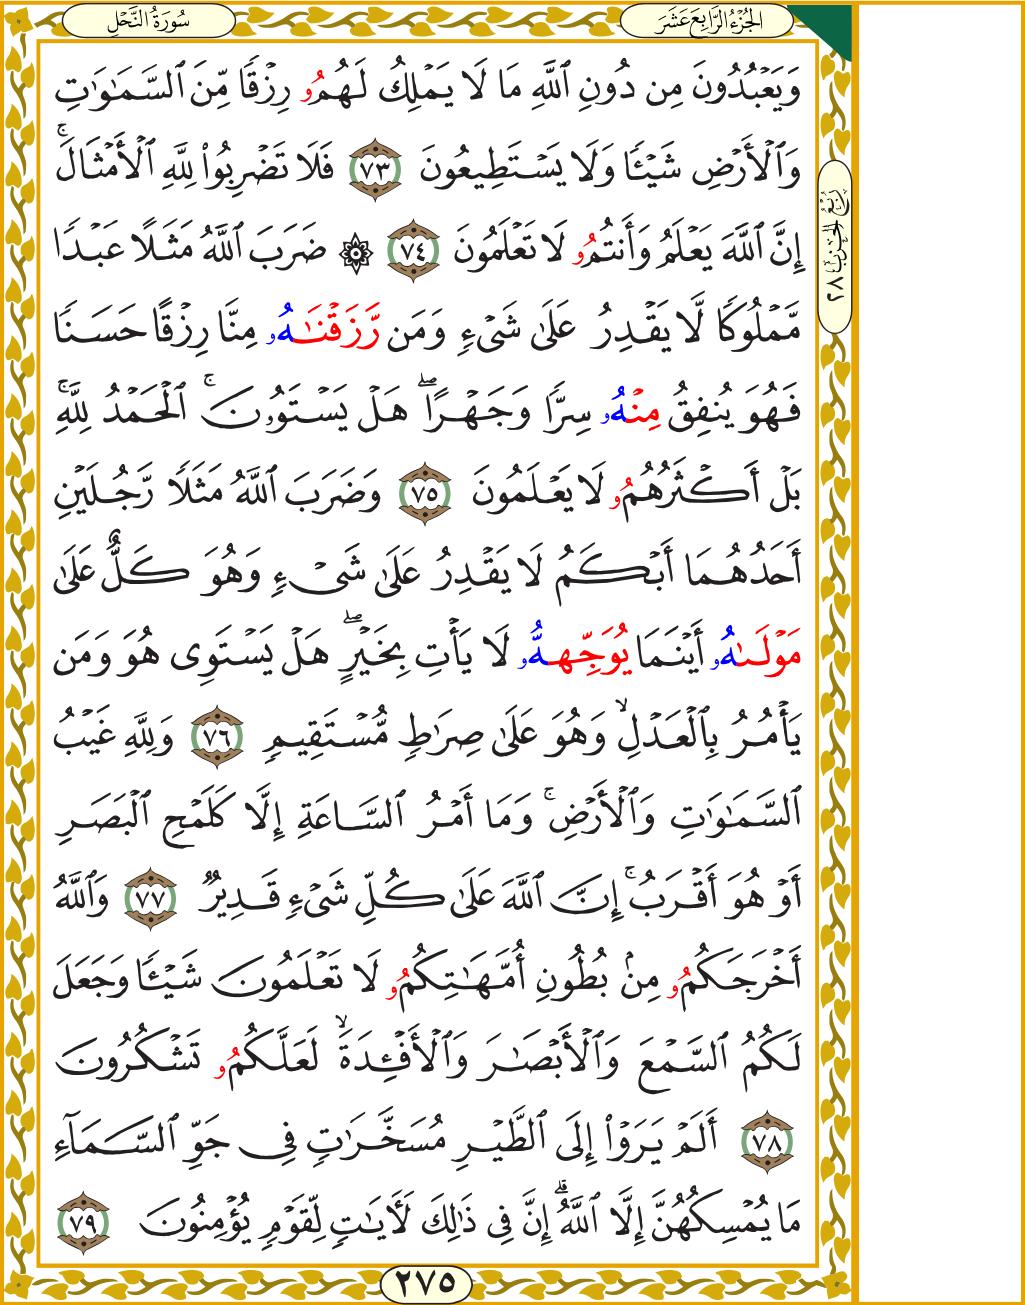 سُورَةُ النَّحۡلِ
الجُزْءُ الرَّابِعَ عَشَرَ
وَيَعۡبُدُونَ مِن دُونِ ٱللَّهِ مَا لَا يَمۡلِكُ لَهُمُۥ رِزۡقٗا مِّنَ ٱلسَّمَٰوَٰتِ
وَٱلۡأَرۡضِ شَيۡـٔٗا وَلَا يَسۡتَطِيعُونَ ٧٣ فَلَا تَضۡرِبُواْ لِلَّهِ ٱلۡأَمۡثَالَۚ
إِنَّ ٱللَّهَ يَعۡلَمُ وَأَنتُمُۥ لَا تَعۡلَمُونَ ٧٤ ۞ ضَرَبَ ٱللَّهُ مَثَلًا عَبۡدٗا
مَّمۡلُوكٗا لَّا يَقۡدِرُ عَلَىٰ شَيۡءٖ وَمَن رَّزَقۡنَٰهُۥ مِنَّا رِزۡقًا حَسَنٗا
فَهُوَ يُنفِقُ مِنۡهُۥ سِرّٗا وَجَهۡرًاۖ هَلۡ يَسۡتَوُۥنَۚ ٱلۡحَمۡدُ لِلَّهِۚ
بَلۡ أَكۡثَرُهُمُۥ لَا يَعۡلَمُونَ ٧٥ وَضَرَبَ ٱللَّهُ مَثَلٗا رَّجُلَيۡنِ
أَحَدُهُمَا أَبۡكَمُ لَا يَقۡدِرُ عَلَىٰ شَيۡءٖ وَهُوَ كَلٌّ عَلَىٰ
مَوۡلَىٰهُۥ أَيۡنَمَا يُوَجِّههُّۥ لَا يَأۡتِ بِخَيۡرٍۖ هَلۡ يَسۡتَوِي هُوَ وَمَن
يَأۡمُرُ بِٱلۡعَدۡلِۙ وَهُوَ عَلَىٰ صِرَٰطٖ مُّسۡتَقِيمٖ ٧٦ وَلِلَّهِ غَيۡبُ
ٱلسَّمَٰوَٰتِ وَٱلۡأَرۡضِۚ وَمَا أَمۡرُ ٱلسَّاعَةِ إِلَّا كَلَمۡحِ ٱلۡبَصَرِ
أَوۡ هُوَ أَقۡرَبُۚ إِنَّ ٱللَّهَ عَلَىٰ كُلِّ شَيۡءٖ قَدِيرٞ ٧٧ وَٱللَّهُ
أَخۡرَجَكُمُۥ مِنۢ بُطُونِ أُمَّهَٰتِكُمُۥ لَا تَعۡلَمُونَ شَيۡـٔٗا وَجَعَلَ
لَكُمُ ٱلسَّمۡعَ وَٱلۡأَبۡصَٰرَ وَٱلۡأَفۡـِٔدَةَۙ لَعَلَّكُمُۥ تَشۡكُرُونَ
٧٨ أَلَمۡ يَرَوۡاْ إِلَى ٱلطَّيۡرِ مُسَخَّرَٰتٖ فِي جَوِّ ٱلسَّمَآءِ
مَا يُمۡسِكُهُنَّ إِلَّا ٱللَّهُۗ إِنَّ فِي ذَٰلِكَ لَأٓيَٰتٖ لِّقَوۡمٖ يُؤۡمِنُونَ ٧٩
رُبْعُ الحِزْبِ ٢٨
٢٧٥